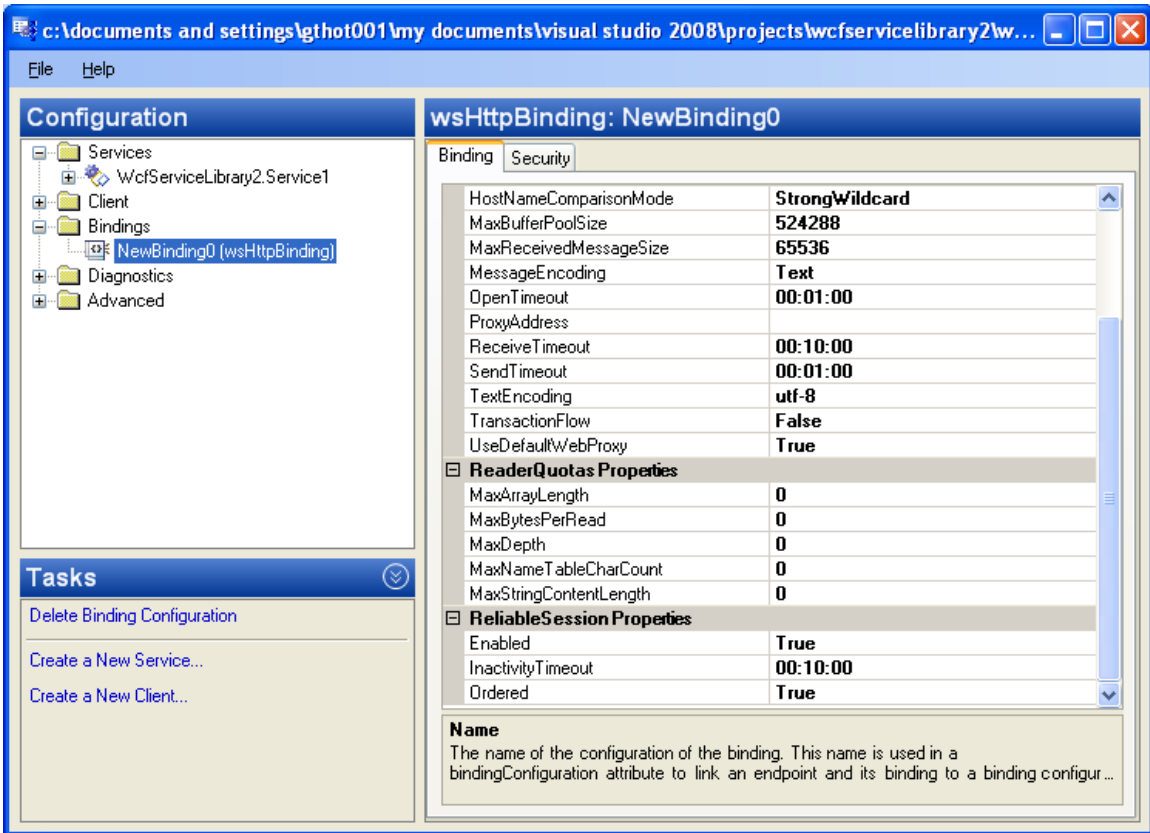 c:\documents and settings\gthot001\my documents\visual studio 2008\projects\wcfservicelibrary2\w...
File Help
Configuration
Services
WcfServiceLibrary2.Service1
Client
Bindings
NewBinding0 (wsHttpBinding)
Diagnostics
Advanced
Tasks
Delete Binding Configuration
Create a New Service...
Create a New Client...
wsHttpBinding: NewBinding0
Binding Security
HostNameComparisonMode StrongWildcard
MaxBufferPoolSize 524288
MaxReceivedMessageSize 65536
MessageEncoding Text
OpenTimeout 00:01:00
ProxyAddress
ReceiveTimeout 00:10:00
SendTimeout 00:01:00
TextEncoding utf-8
TransactionFlow False
UseDefaultWebProxy True
ReaderQuotas Properties
MaxArrayLength 0
MaxBytesPerRead 0
MaxDepth 0
MaxNameTableCharCount 0
MaxStringContentLength 0
ReliableSession Properties
Enabled True
InactivityTimeout 00:10:00
Ordered True
Name
The name of the configuration of the binding. This name is used in a
bindingConfiguration attribute to link an endpoint and its binding to a binding configur...